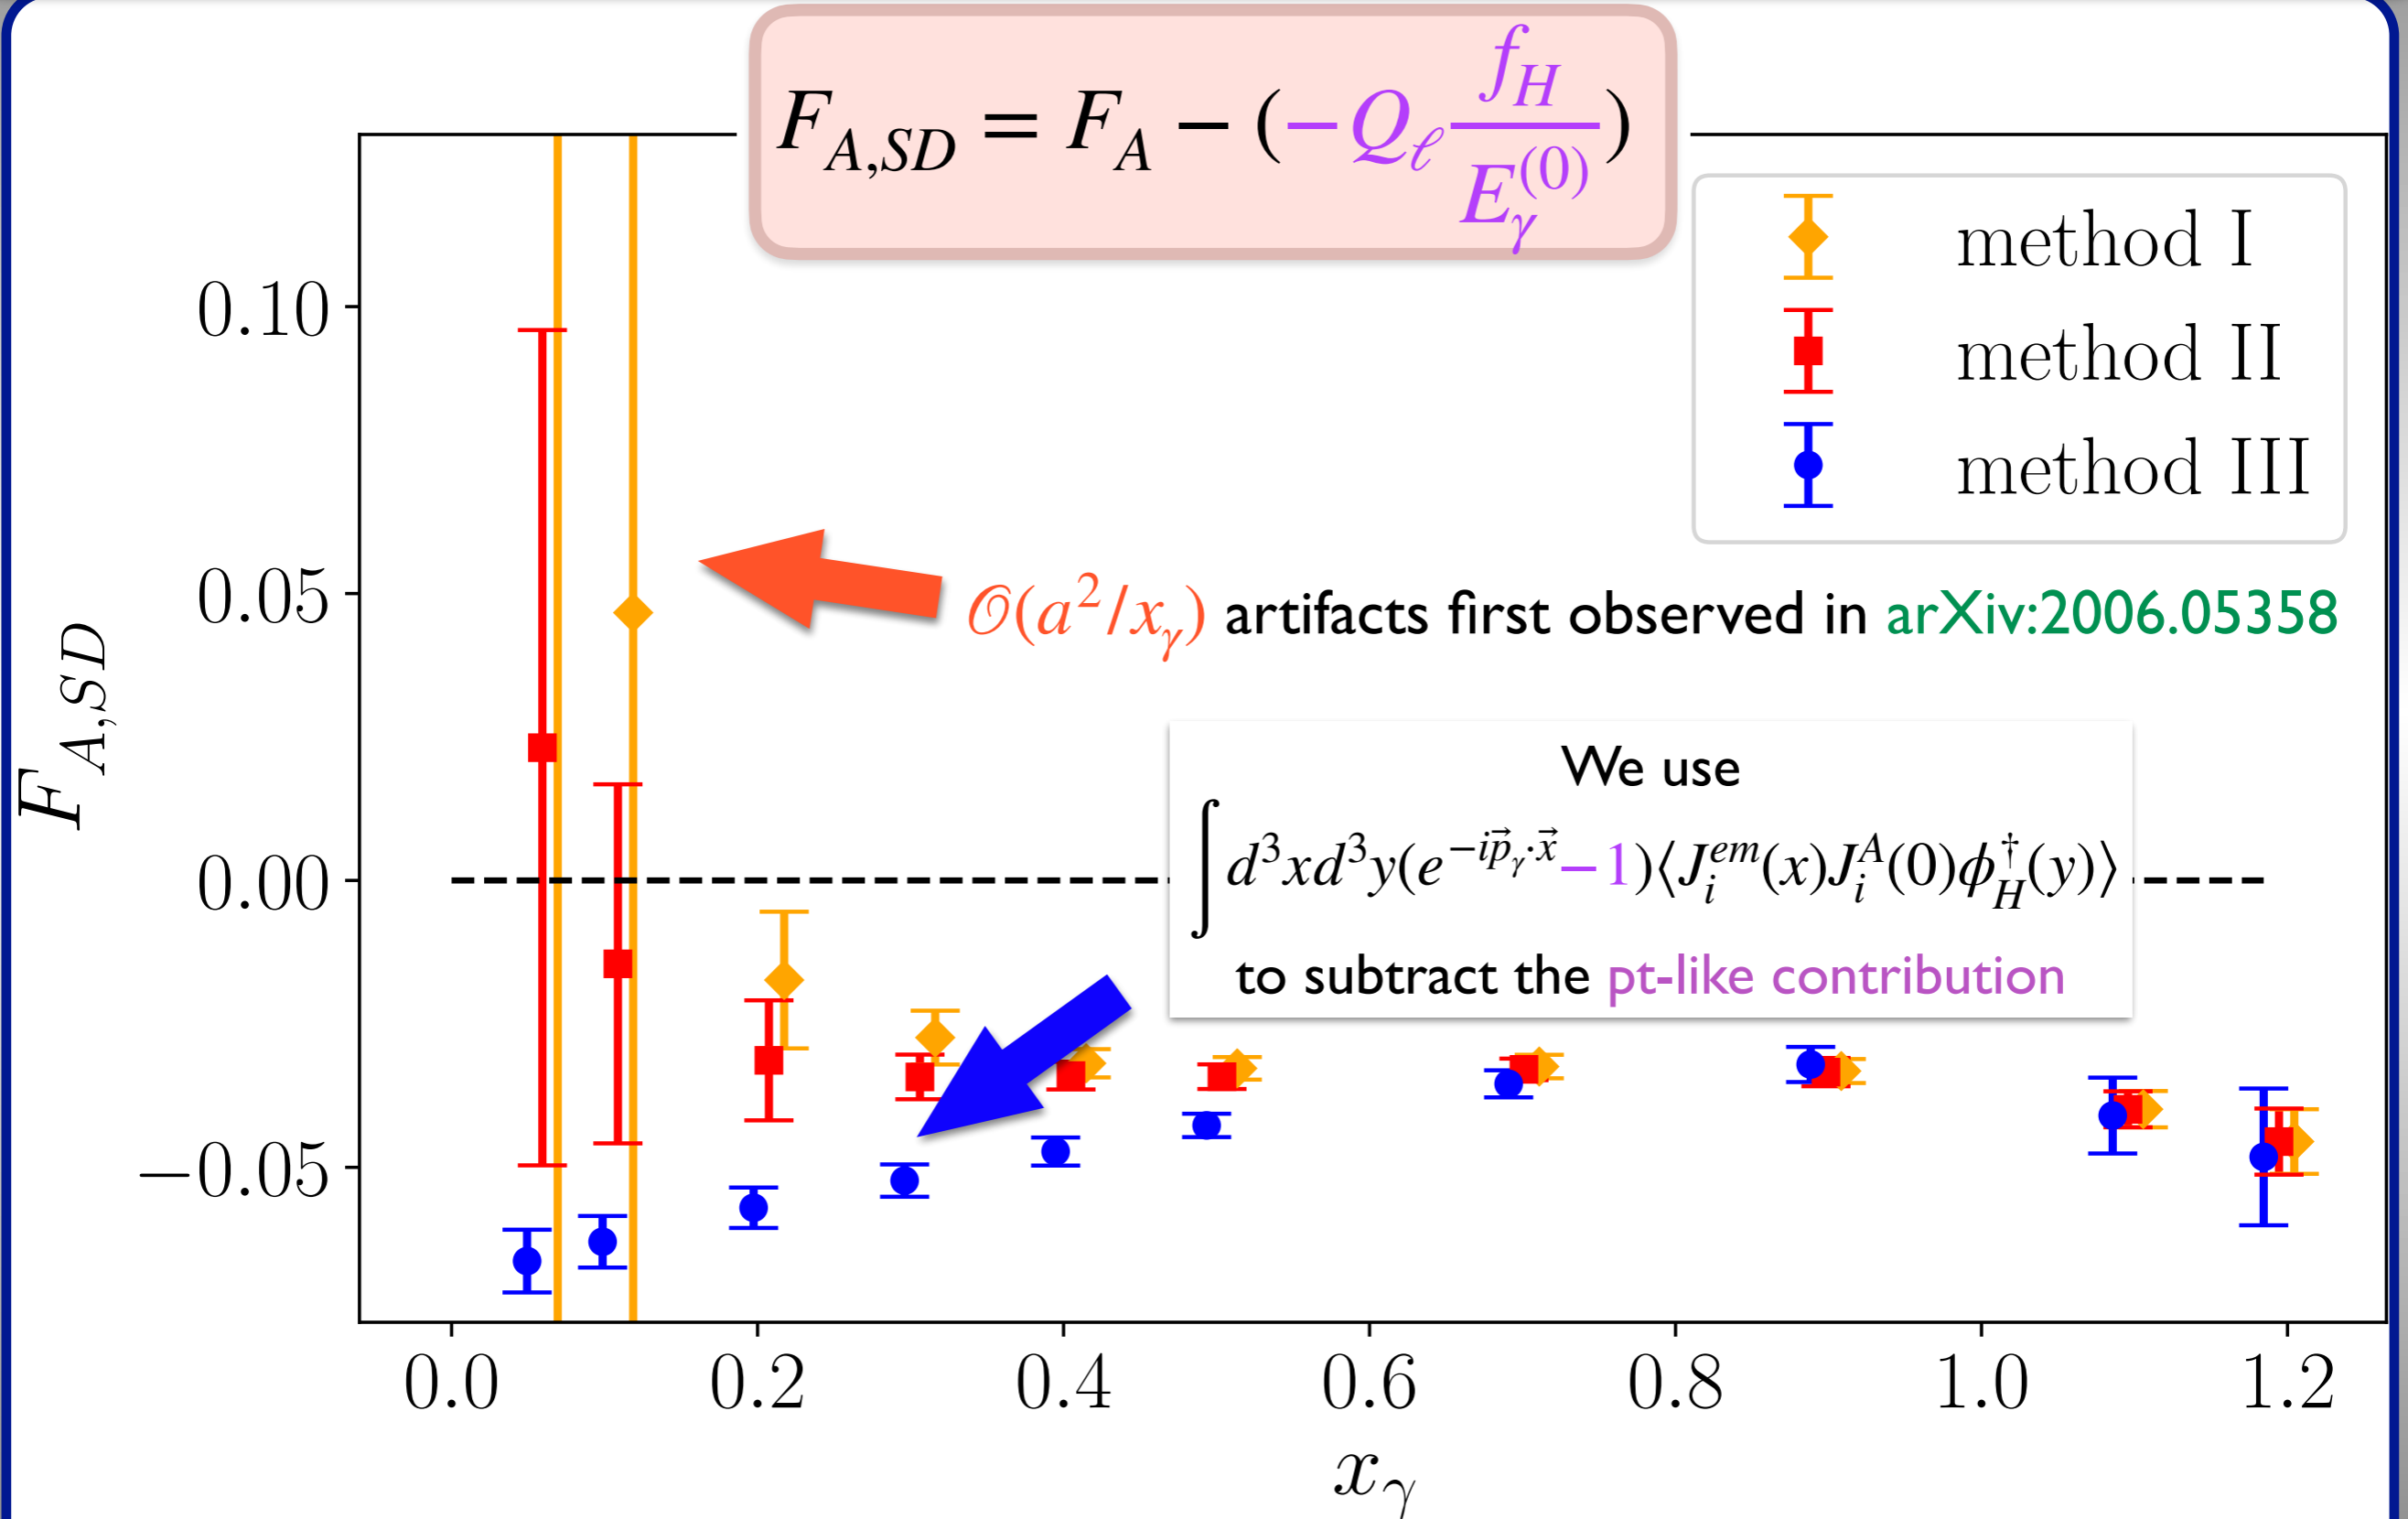 F_{A,SD} = F_A − (−Q_ℓ f_H / E_γ^{(0)})
method I
method II
method III
0.10
0.05
0.00
−0.05
F_{A,SD}
𝒪(a²/x_γ) artifacts first observed in arXiv:2006.05358
We use
∫ d³xd³y(e^{−i\vec{p}_γ·\vec{x}} − 1)⟨J_i^{em}(x)J_i^A(0)ϕ_H^†(y)⟩
to subtract the pt-like contribution
0.0 0.2 0.4 0.6 0.8 1.0 1.2
x_γ